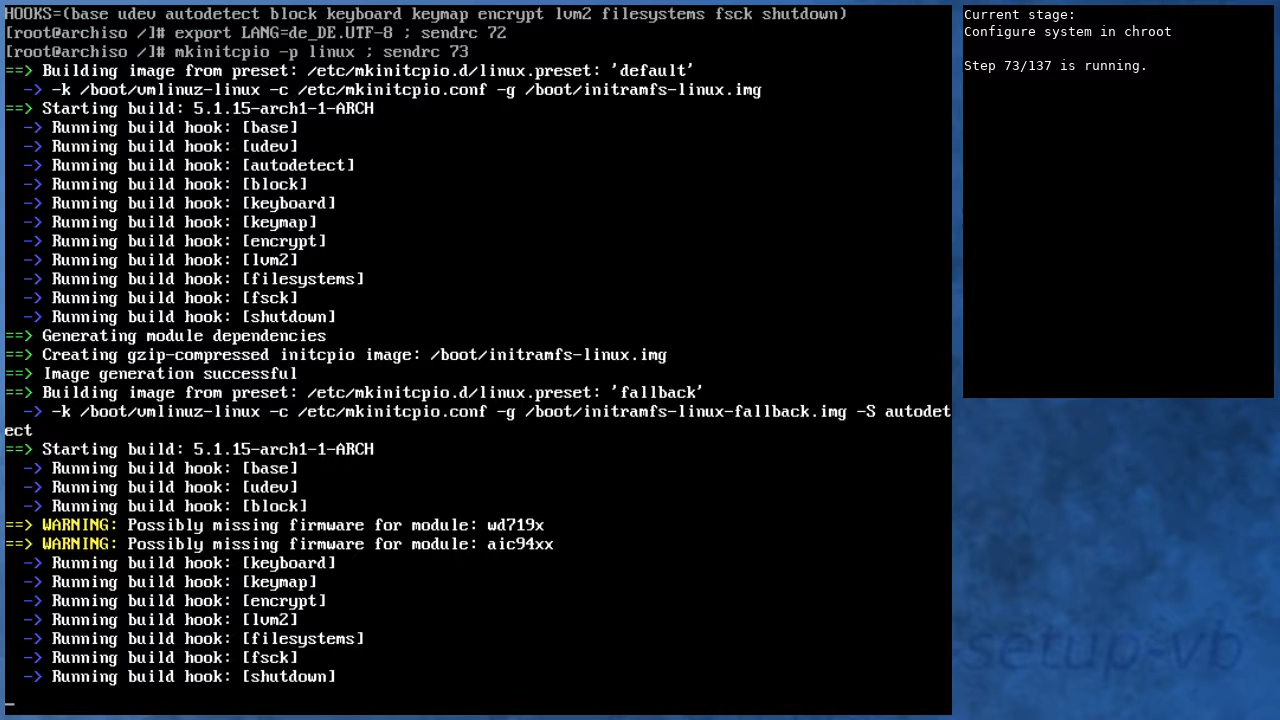 HOOKS=(base udev autodetect block keyboard keymap encrypt lvm2 filesystems fsck shutdown)
[root@archiso /]# export LANG=de_DE.UTF-8 ; sendrc 72
[root@archiso /]# mkinitcpio -p linux ; sendrc 73
==> Building image from preset: /etc/mkinitcpio.d/linux.preset: 'default'
  -> -k /boot/vmlinuz-linux -c /etc/mkinitcpio.conf -g /boot/initramfs-linux.img
==> Starting build: 5.1.15-arch1-1-ARCH
  -> Running build hook: [base]
  -> Running build hook: [udev]
  -> Running build hook: [autodetect]
  -> Running build hook: [block]
  -> Running build hook: [keyboard]
  -> Running build hook: [keymap]
  -> Running build hook: [encrypt]
  -> Running build hook: [lvm2]
  -> Running build hook: [filesystems]
  -> Running build hook: [fsck]
  -> Running build hook: [shutdown]
==> Generating module dependencies
==> Creating gzip-compressed initcpio image: /boot/initramfs-linux.img
==> Image generation successful
==> Building image from preset: /etc/mkinitcpio.d/linux.preset: 'fallback'
  -> -k /boot/vmlinuz-linux -c /etc/mkinitcpio.conf -g /boot/initramfs-linux-fallback.img -S autodet
ect
==> Starting build: 5.1.15-arch1-1-ARCH
  -> Running build hook: [base]
  -> Running build hook: [udev]
  -> Running build hook: [block]
==> WARNING: Possibly missing firmware for module: wd719x
==> WARNING: Possibly missing firmware for module: aic94xx
  -> Running build hook: [keyboard]
  -> Running build hook: [keymap]
  -> Running build hook: [encrypt]
  -> Running build hook: [lvm2]
  -> Running build hook: [filesystems]
  -> Running build hook: [fsck]
  -> Running build hook: [shutdown]
Current stage:
Configure system in chroot
Step 73/137 is running.
setup-vb